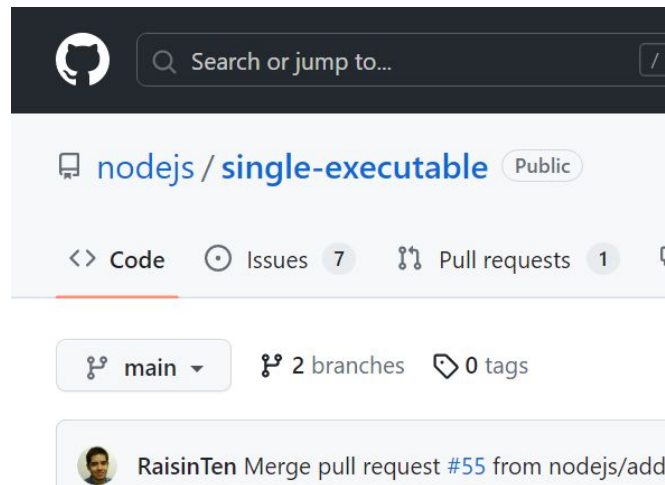 Search or jump to... /
nodejs / single-executable Public
Code Issues 7 Pull requests 1
main 2 branches 0 tags
RaisinTen Merge pull request #55 from nodejs/add